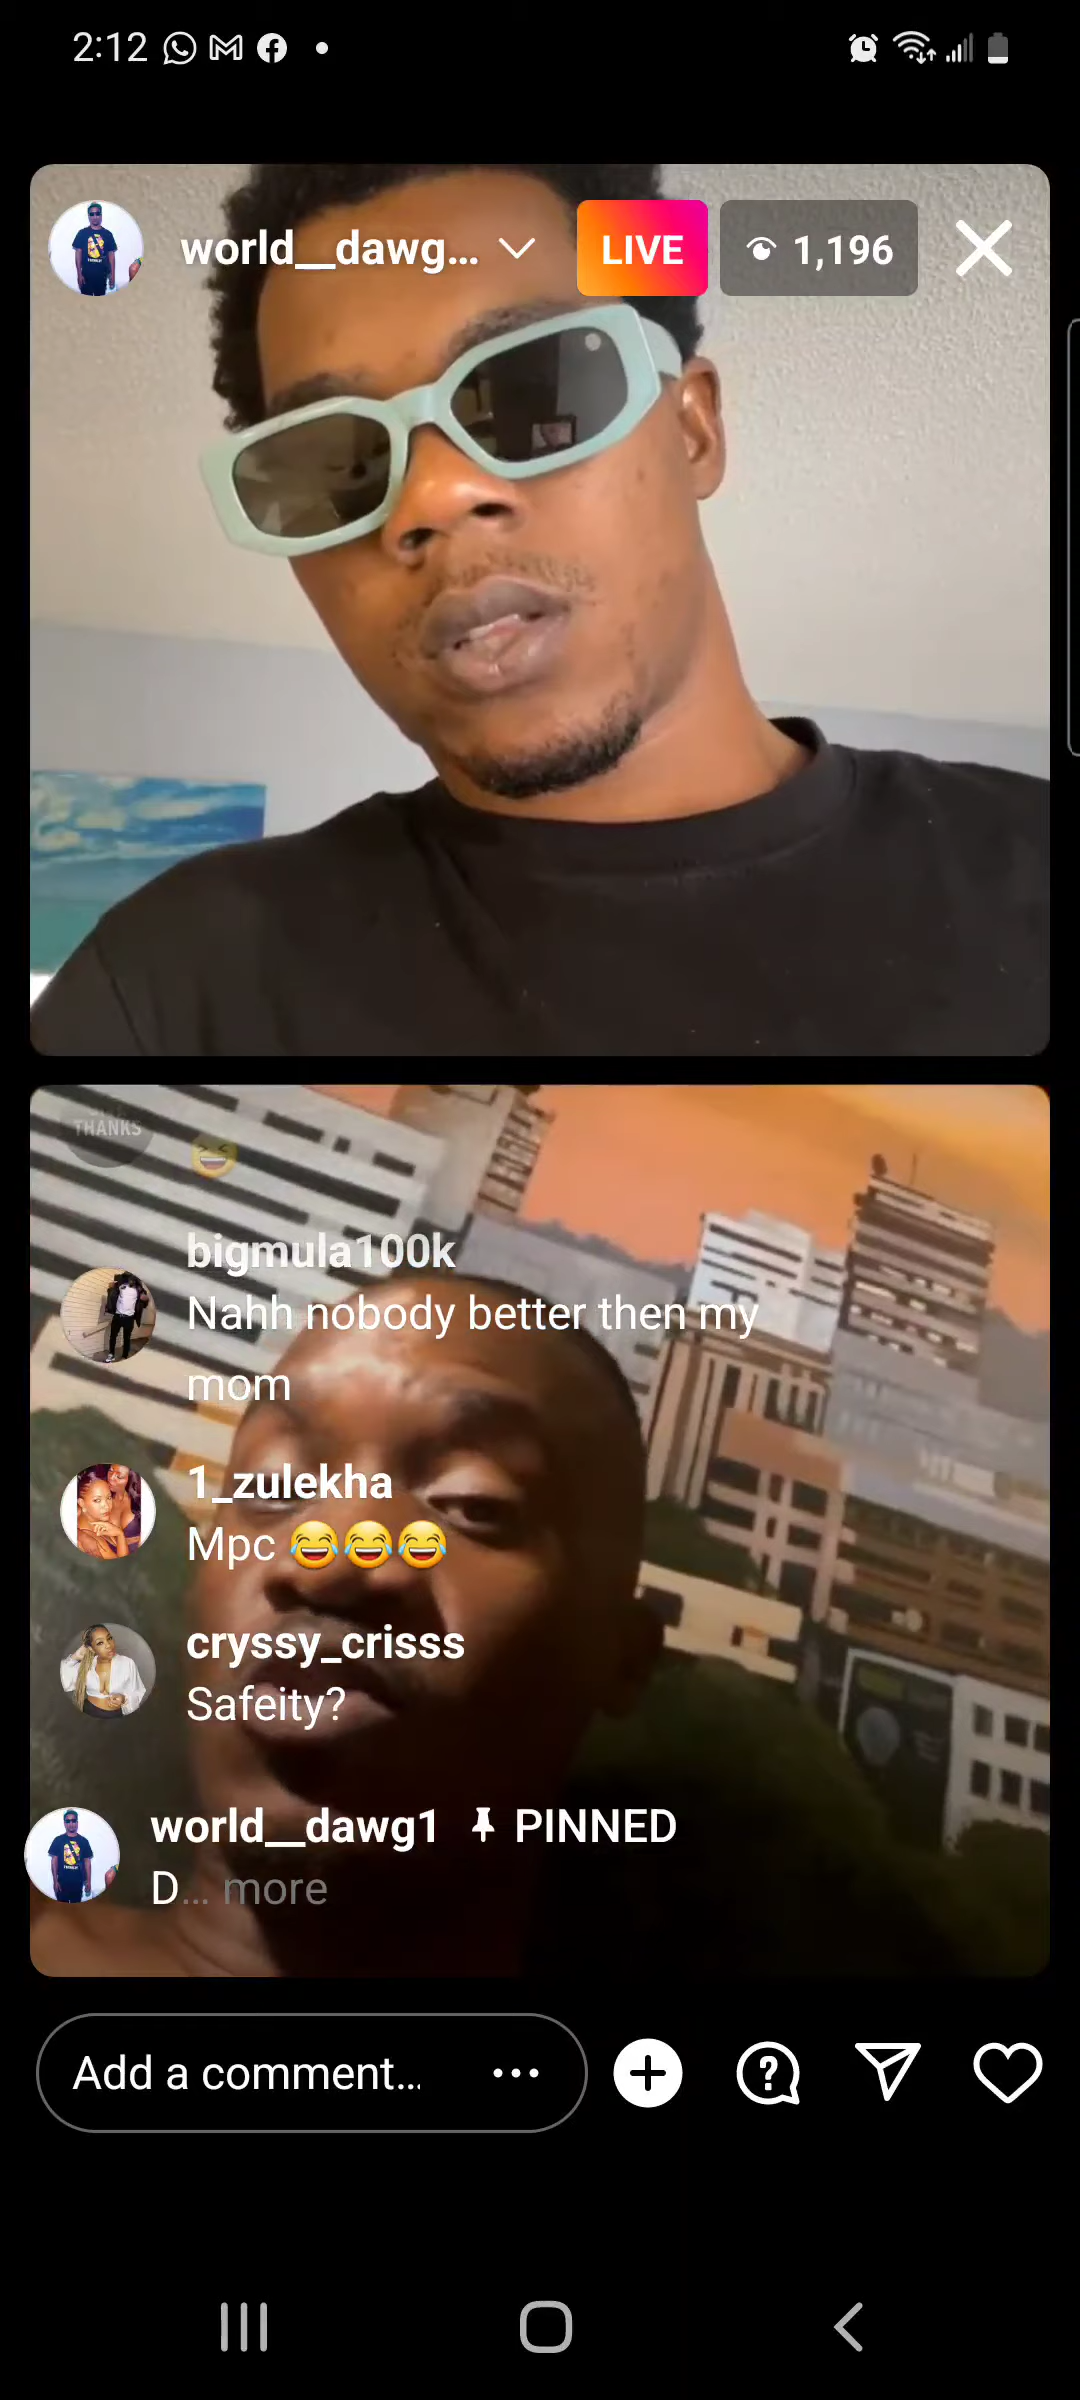 2:12
world__dawg...
LIVE
1,196
THANKS
bigmula100k
Nahh nobody better then my
mom
1_zulekha
Mpc 😂😂😂
cryssy_crisss
Safeity?
world__dawg1 PINNED
D... more
Add a comment...